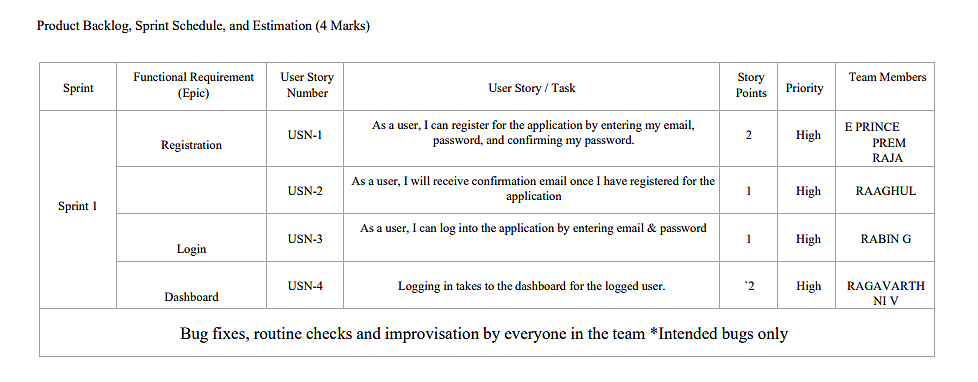 Product Backlog, Sprint Schedule, and Estimation (4 Marks)
Sprint
Functional Requirement
(Epic)
User Story
Number
User Story / Task
Story
Points
Priority
Team Members
Sprint 1
Registration
USN-1
As a user, I can register for the application by entering my email,
password, and confirming my password.
2
High
E PRINCE
PREM
RAJA
USN-2
As a user, I will receive confirmation email once I have registered for the
application
1
High
RAAGHUL
Login
USN-3
As a user, I can log into the application by entering email & password
1
High
RABIN G
Dashboard
USN-4
Logging in takes to the dashboard for the logged user.
`2
High
RAGAVARTH
NI V
Bug fixes, routine checks and improvisation by everyone in the team *Intended bugs only